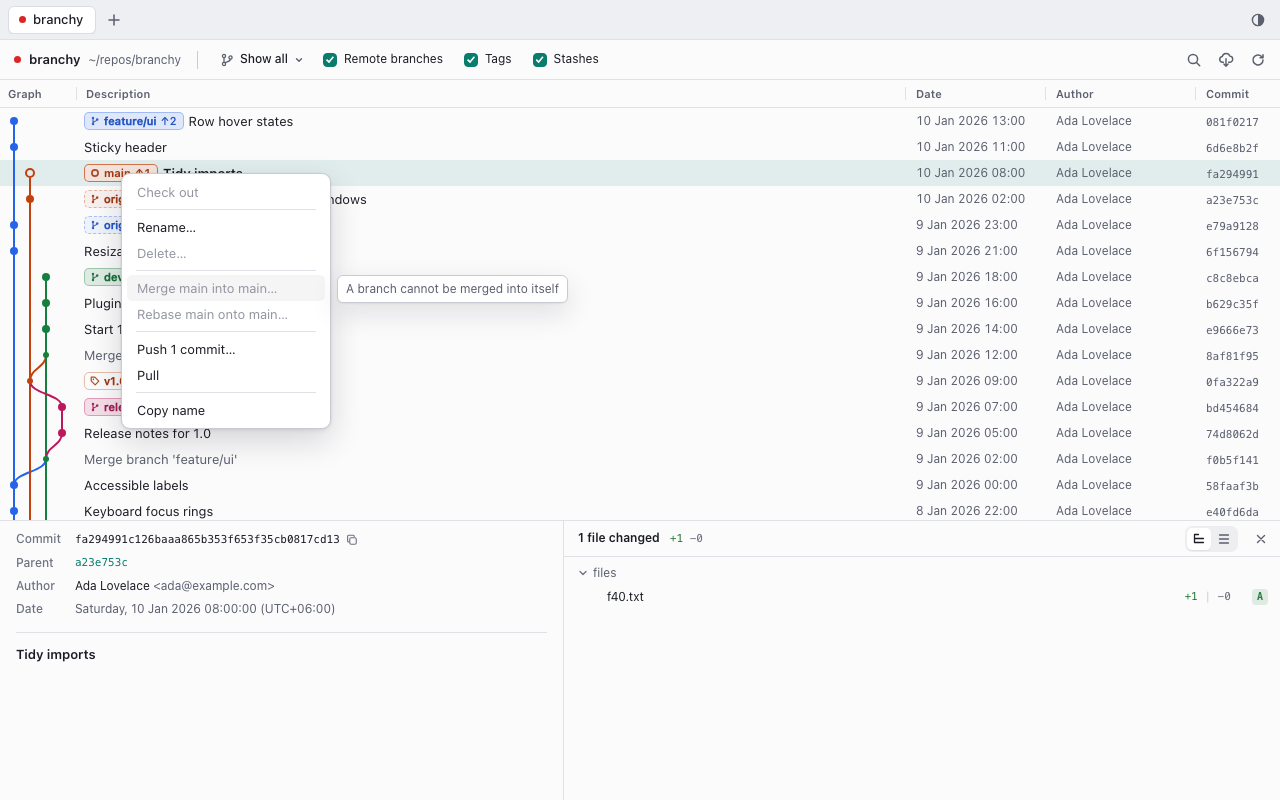 branchy
branchy ~/repos/branchy Show all Remote branches Tags Stashes
Graph Description Date Author Commit
feature/ui ↑2 Row hover states 10 Jan 2026 13:00 Ada Lovelace 081f0217
Sticky header 10 Jan 2026 11:00 Ada Lovelace 6d6e8b2f
main ↑1 Tidy imports 10 Jan 2026 08:00 Ada Lovelace fa294991
10 Jan 2026 02:00 Ada Lovelace a23e753c
9 Jan 2026 23:00 Ada Lovelace e79a9128
9 Jan 2026 21:00 Ada Lovelace 6f156794
9 Jan 2026 18:00 Ada Lovelace c8c8ebca
9 Jan 2026 16:00 Ada Lovelace b629c35f
Start 9 Jan 2026 14:00 Ada Lovelace e9666e73
Merge 9 Jan 2026 12:00 Ada Lovelace 8af81f95
9 Jan 2026 09:00 Ada Lovelace 0fa322a9
9 Jan 2026 07:00 Ada Lovelace bd454684
Release notes for 1.0 9 Jan 2026 05:00 Ada Lovelace 74d8062d
Merge branch 'feature/ui' 9 Jan 2026 02:00 Ada Lovelace f0b5f141
Accessible labels 9 Jan 2026 00:00 Ada Lovelace 58faaf3b
Keyboard focus rings 8 Jan 2026 22:00 Ada Lovelace e40fd6da
Check out
Rename...
Delete...
Merge main into main...
A branch cannot be merged into itself
Rebase main onto main...
Push 1 commit...
Pull
Copy name
Commit fa294991c126baaa865b353f653f35cb0817cd13
Parent a23e753c
Author Ada Lovelace <ada@example.com>
Date Saturday, 10 Jan 2026 08:00:00 (UTC+06:00)
Tidy imports
1 file changed +1 −0
files
f40.txt +1 | −0 A